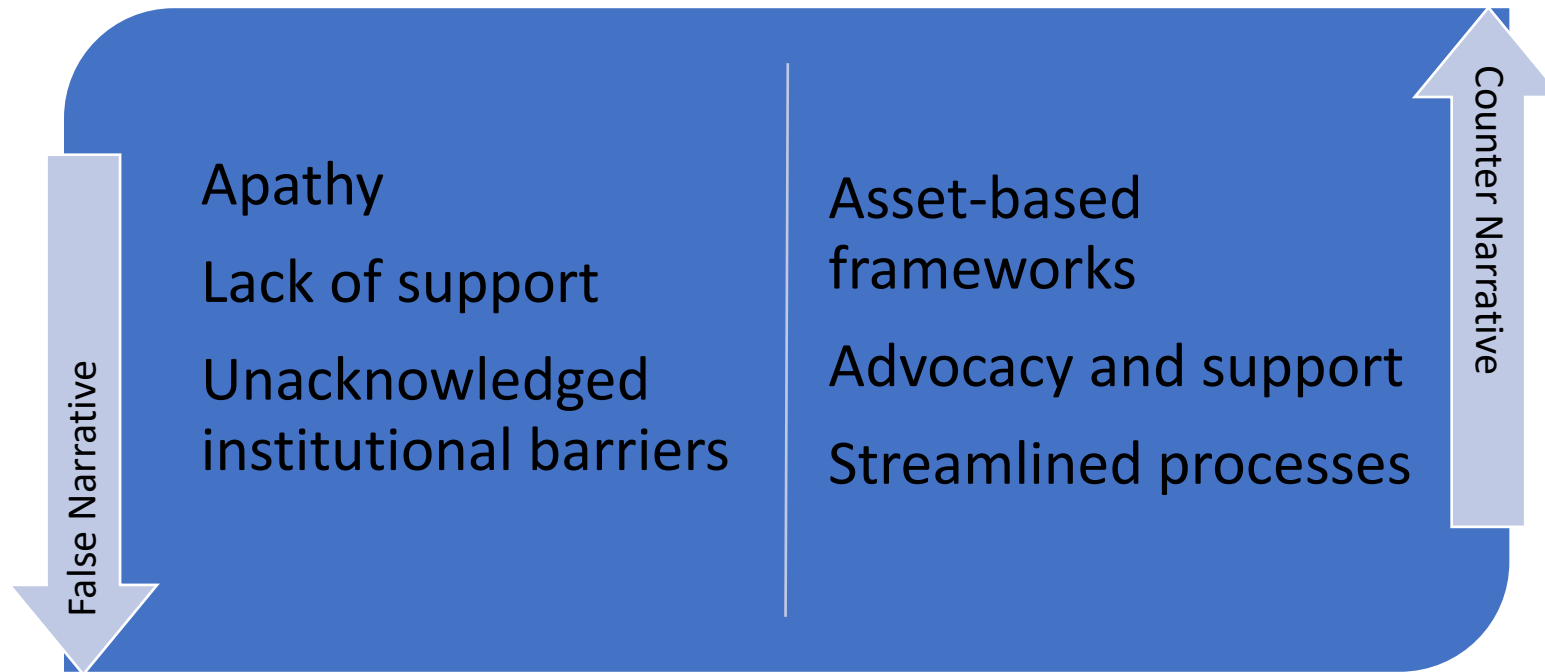 False Narrative
Apathy
Lack of support
Unacknowledged
institutional barriers
Asset-based
frameworks
Advocacy and support
Streamlined processes
Counter Narrative